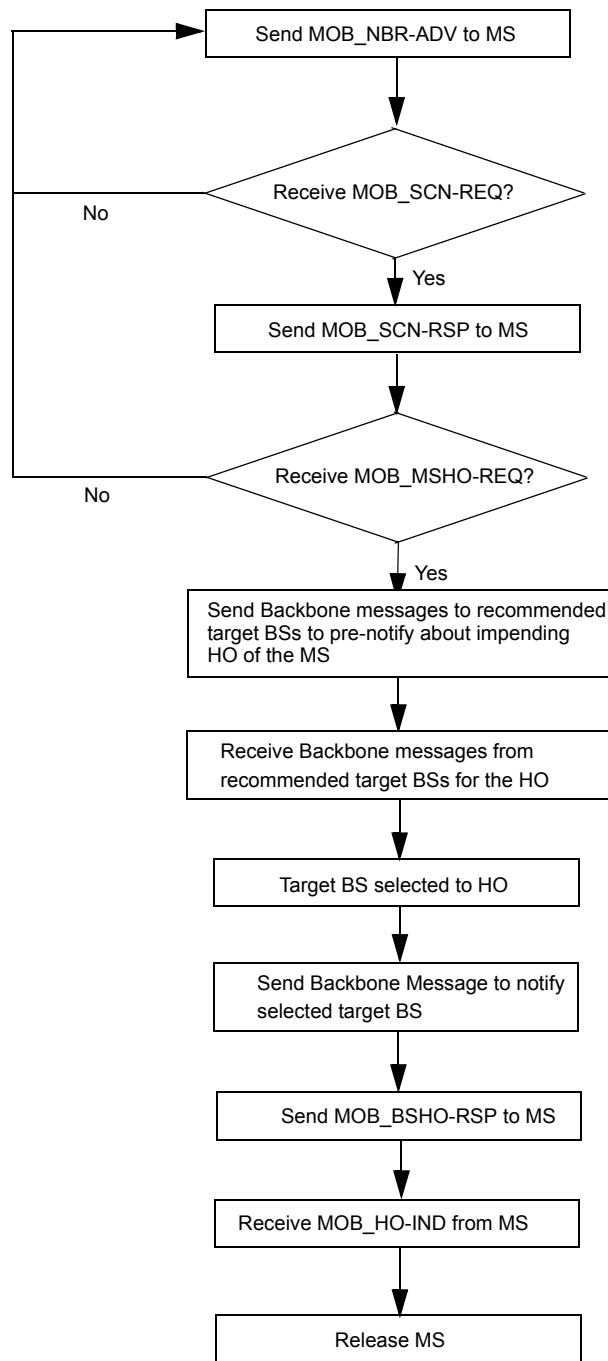 Send MOB_NBR-ADV to MS
Receive MOB_SCN-REQ?
No
Yes
Send MOB_SCN-RSP to MS
Receive MOB_MSHO-REQ?
No
Yes
Send Backbone messages to recommended
target BSs to pre-notify about impending
HO of the MS
Receive Backbone messages from
recommended target BSs for the HO
Target BS selected to HO
Send Backbone Message to notify
selected target BS
Send MOB_BSHO-RSP to MS
Receive MOB_HO-IND from MS
Release MS